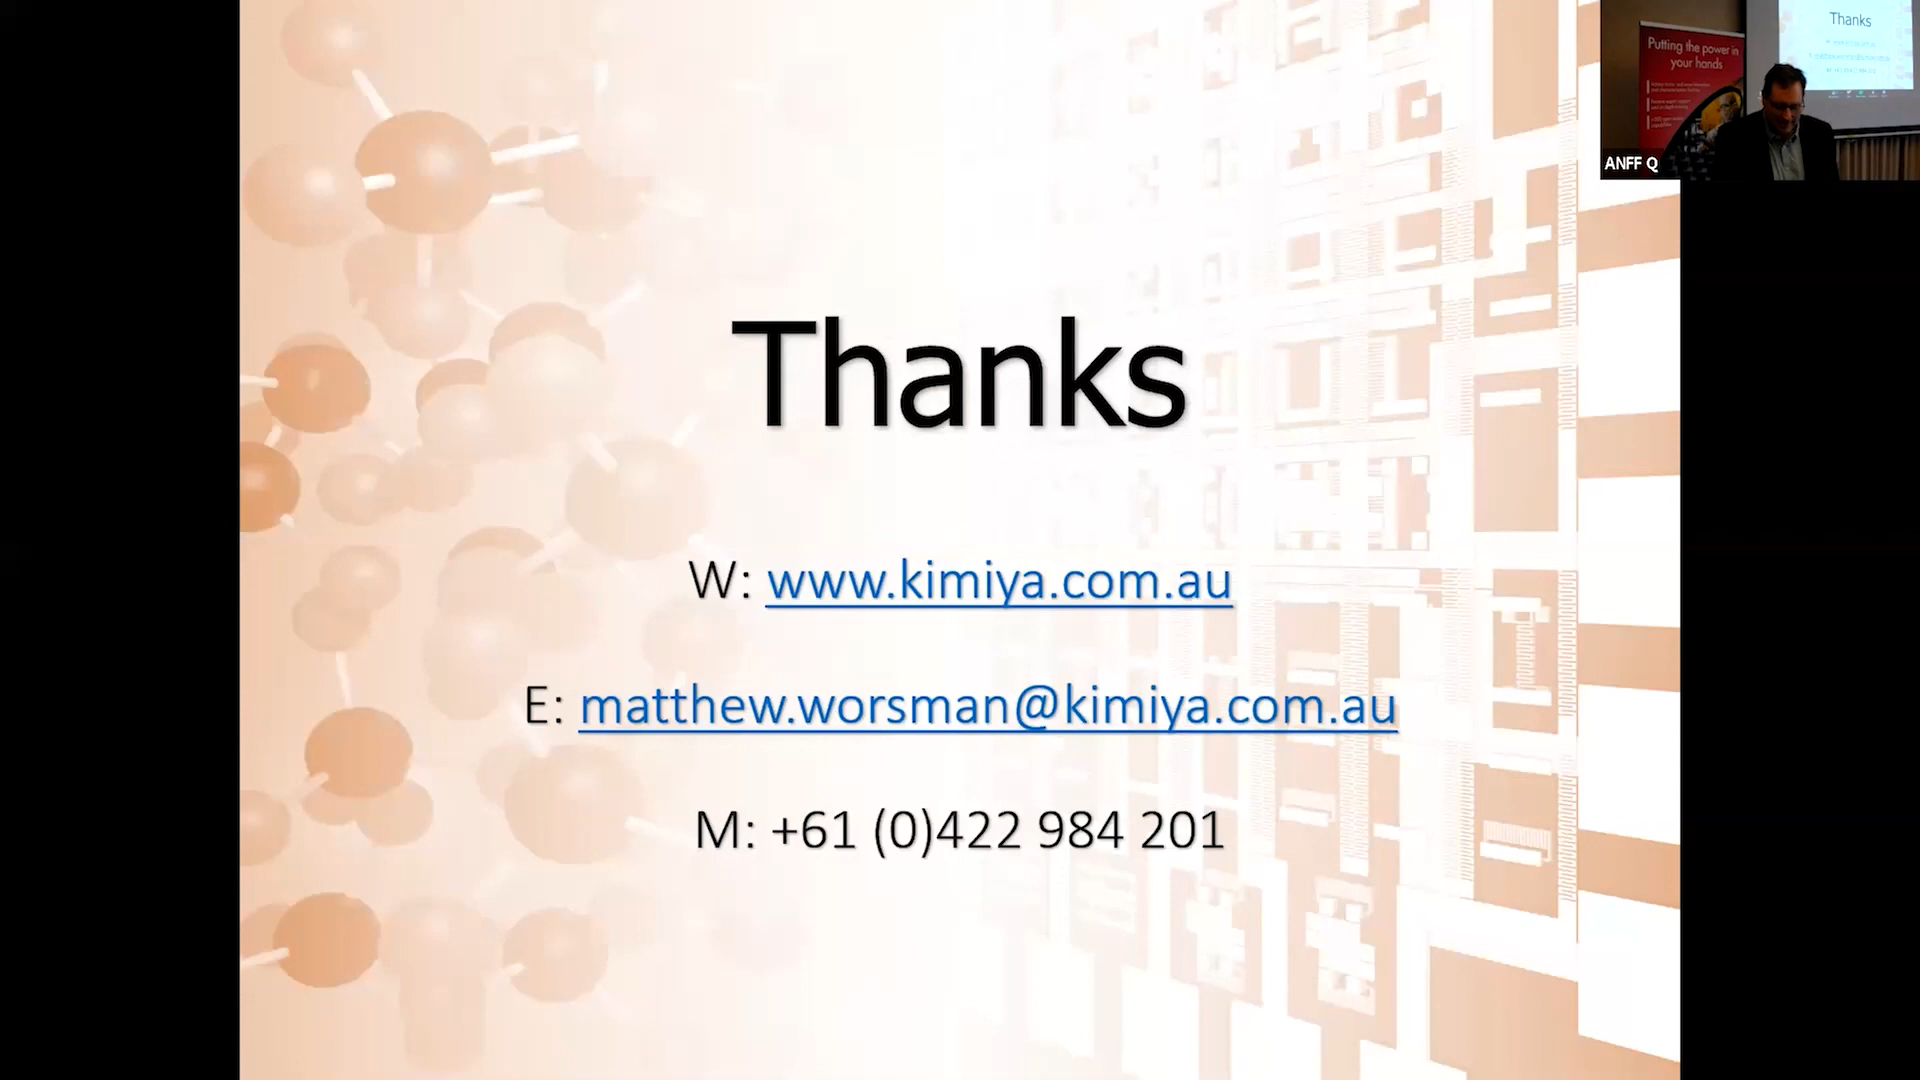 Thanks
W: www.kimiya.com.au
E: matthew.worsman@kimiya.com.au
M: +61 (0)422 984 201
Putting the power in
your hands
Thanks
ANFF Q